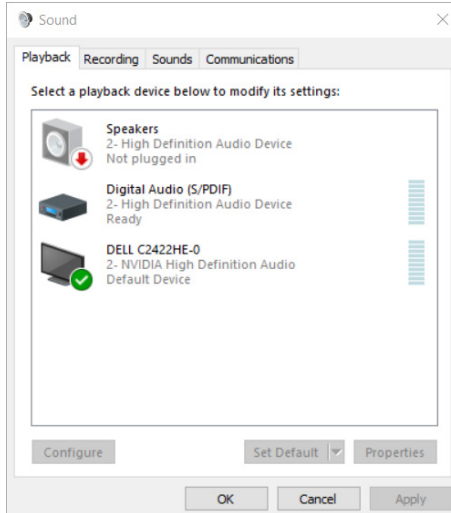 Sound
Playback Recording Sounds Communications
Select a playback device below to modify its settings:
Speakers
2- High Definition Audio Device
Not plugged in
Digital Audio (S/PDIF)
2- High Definition Audio Device
Ready
DELL C2422HE-0
2- NVIDIA High Definition Audio
Default Device
Configure Set Default Properties
OK Cancel Apply